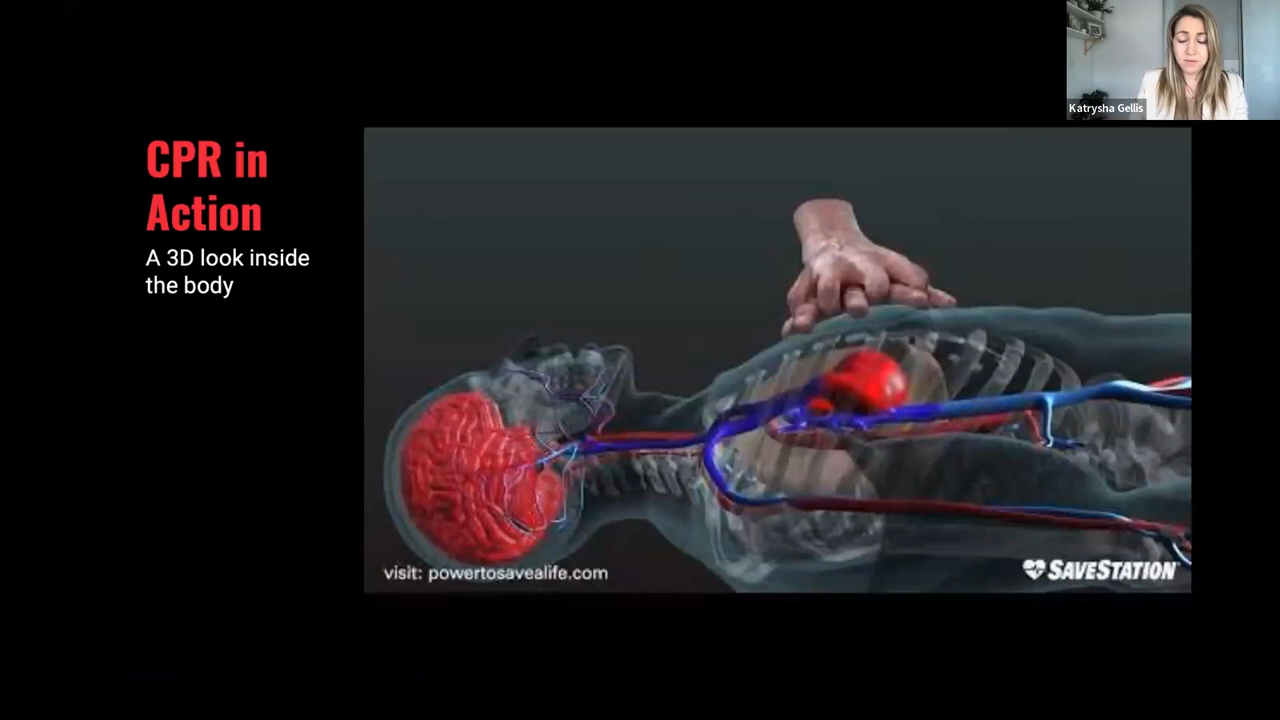 Katrysha Gellis
CPR in
Action
A 3D look inside
the body
visit: powertosavealife.com
SAVESTATION